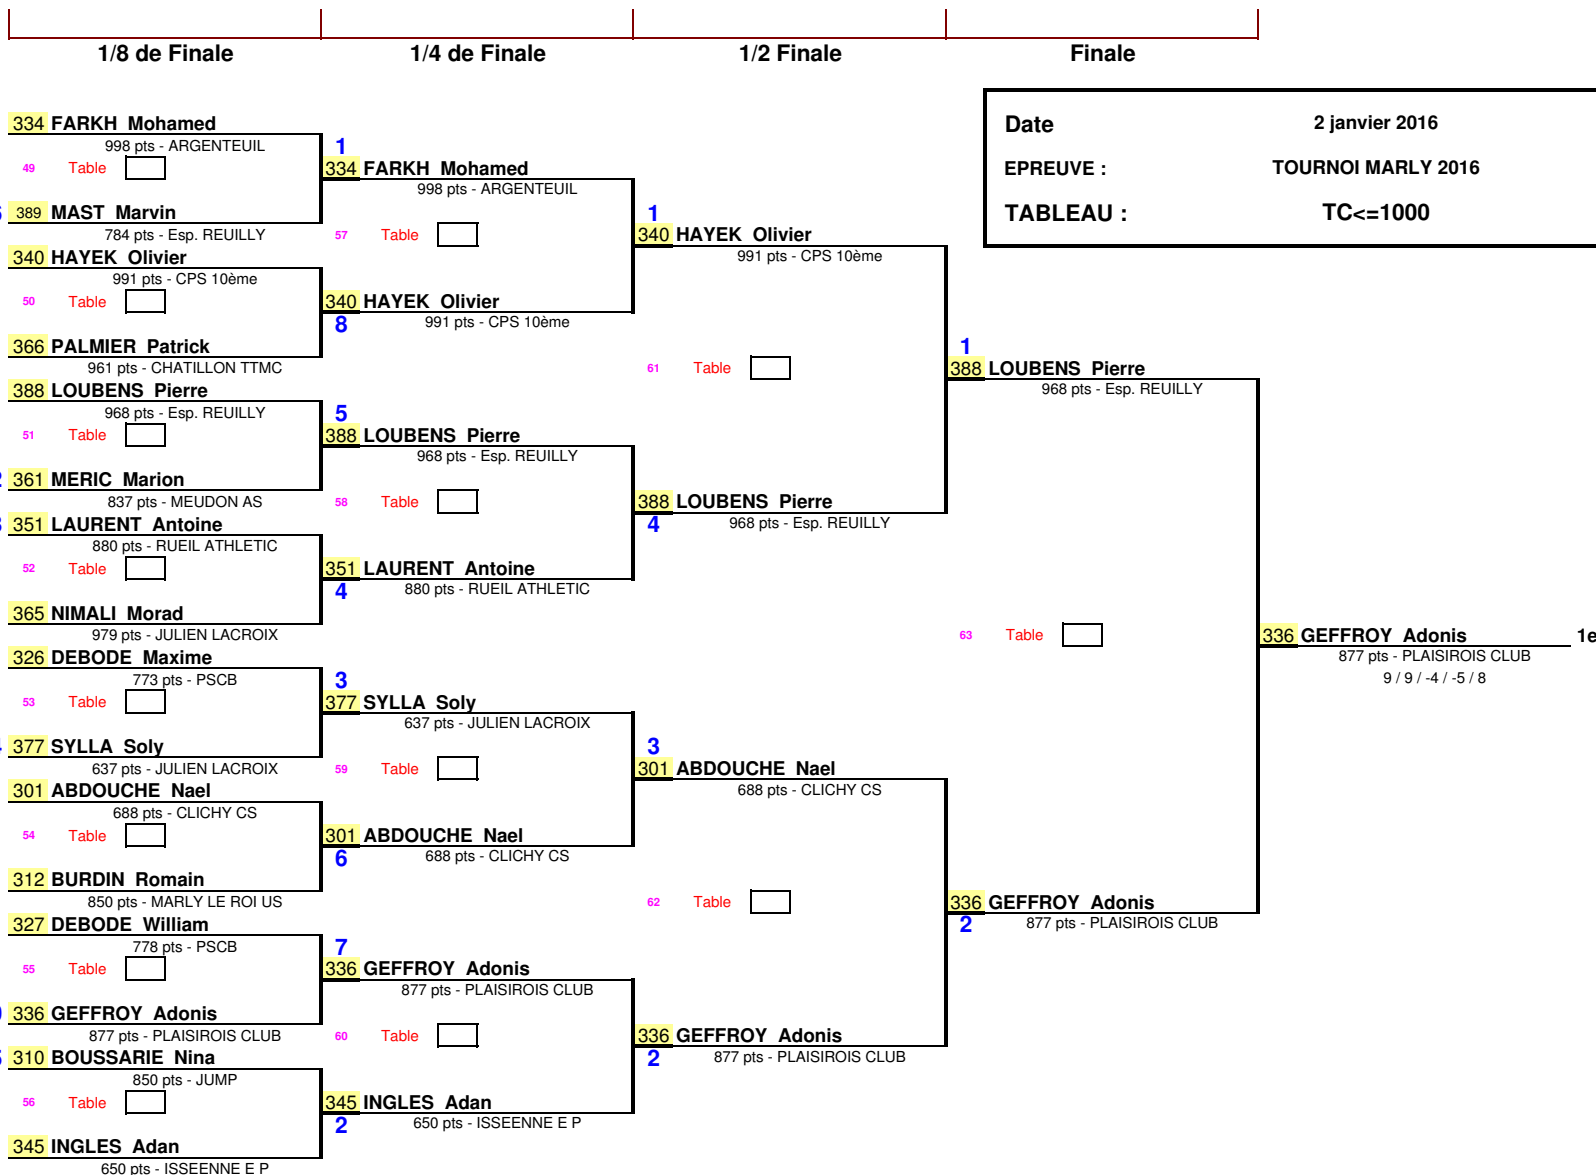 1/8 de Finale 1/4 de Finale 1/2 Finale Finale
Date 2 janvier 2016
EPREUVE : TOURNOI MARLY 2016
TABLEAU : TC<=1000
334 FARKH Mohamed
998 pts - ARGENTEUIL
49 Table
389 MAST Marvin
784 pts - Esp. REUILLY
340 HAYEK Olivier
991 pts - CPS 10ème
50 Table
366 PALMIER Patrick
961 pts - CHATILLON TTMC
388 LOUBENS Pierre
968 pts - Esp. REUILLY
51 Table
361 MERIC Marion
837 pts - MEUDON AS
351 LAURENT Antoine
880 pts - RUEIL ATHLETIC
52 Table
365 NIMALI Morad
979 pts - JULIEN LACROIX
326 DEBODE Maxime
773 pts - PSCB
53 Table
377 SYLLA Soly
637 pts - JULIEN LACROIX
301 ABDOUCHE Nael
688 pts - CLICHY CS
54 Table
312 BURDIN Romain
850 pts - MARLY LE ROI US
327 DEBODE William
778 pts - PSCB
55 Table
336 GEFFROY Adonis
877 pts - PLAISIROIS CLUB
310 BOUSSARIE Nina
850 pts - JUMP
56 Table
345 INGLES Adan
650 pts - ISSEENNE E P
1
334 FARKH Mohamed
998 pts - ARGENTEUIL
57 Table
340 HAYEK Olivier
8 991 pts - CPS 10ème
5
388 LOUBENS Pierre
968 pts - Esp. REUILLY
58 Table
351 LAURENT Antoine
4 880 pts - RUEIL ATHLETIC
3
377 SYLLA Soly
637 pts - JULIEN LACROIX
59 Table
301 ABDOUCHE Nael
6 688 pts - CLICHY CS
7
336 GEFFROY Adonis
877 pts - PLAISIROIS CLUB
60 Table
345 INGLES Adan
2 650 pts - ISSEENNE E P
1
340 HAYEK Olivier
991 pts - CPS 10ème
61 Table
388 LOUBENS Pierre
4 968 pts - Esp. REUILLY
3
301 ABDOUCHE Nael
688 pts - CLICHY CS
62 Table
336 GEFFROY Adonis
2 877 pts - PLAISIROIS CLUB
1
388 LOUBENS Pierre
968 pts - Esp. REUILLY
63 Table
336 GEFFROY Adonis
2 877 pts - PLAISIROIS CLUB
336 GEFFROY Adonis 1e
877 pts - PLAISIROIS CLUB
9 / 9 / -4 / -5 / 8